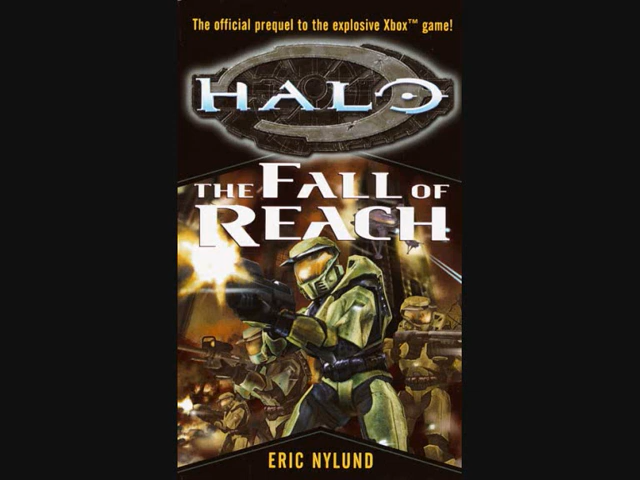 The official prequel to the explosive Xbox™ game!
HALO
THE FALL OF
REACH
ERIC NYLUND